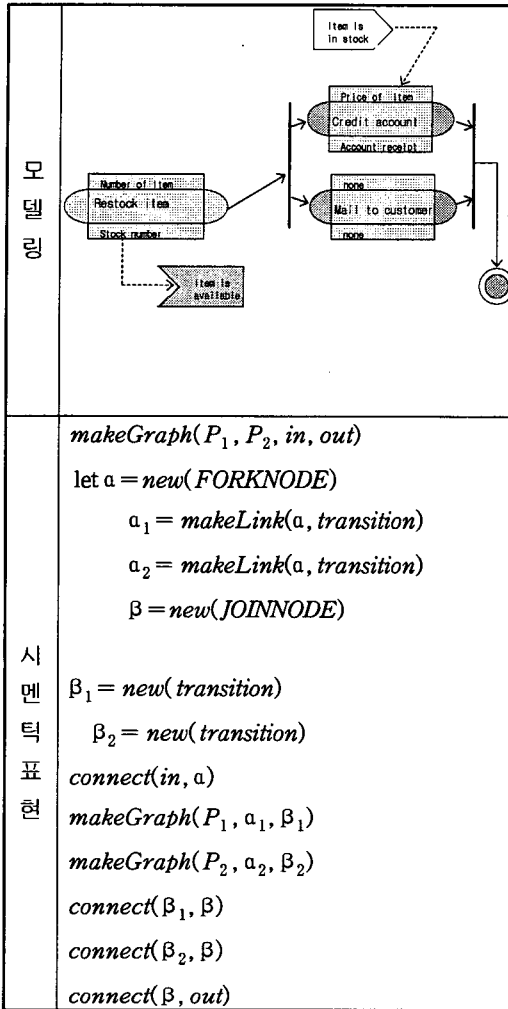 모델링
Item is
in stock
Price of item
Credit account
Account receipt
Number of item
Restock item
Stock number
none
Mail to customer
none
Item is
available
시멘틱표현
makeGraph(P₁, P₂, in, out)
let α = new(FORKNODE)
α₁ = makeLink(α, transition)
α₂ = makeLink(α, transition)
β = new(JOINNODE)
β₁ = new(transition)
β₂ = new(transition)
connect(in, α)
makeGraph(P₁, α₁, β₁)
makeGraph(P₂, α₂, β₂)
connect(β₁, β)
connect(β₂, β)
connect(β, out)